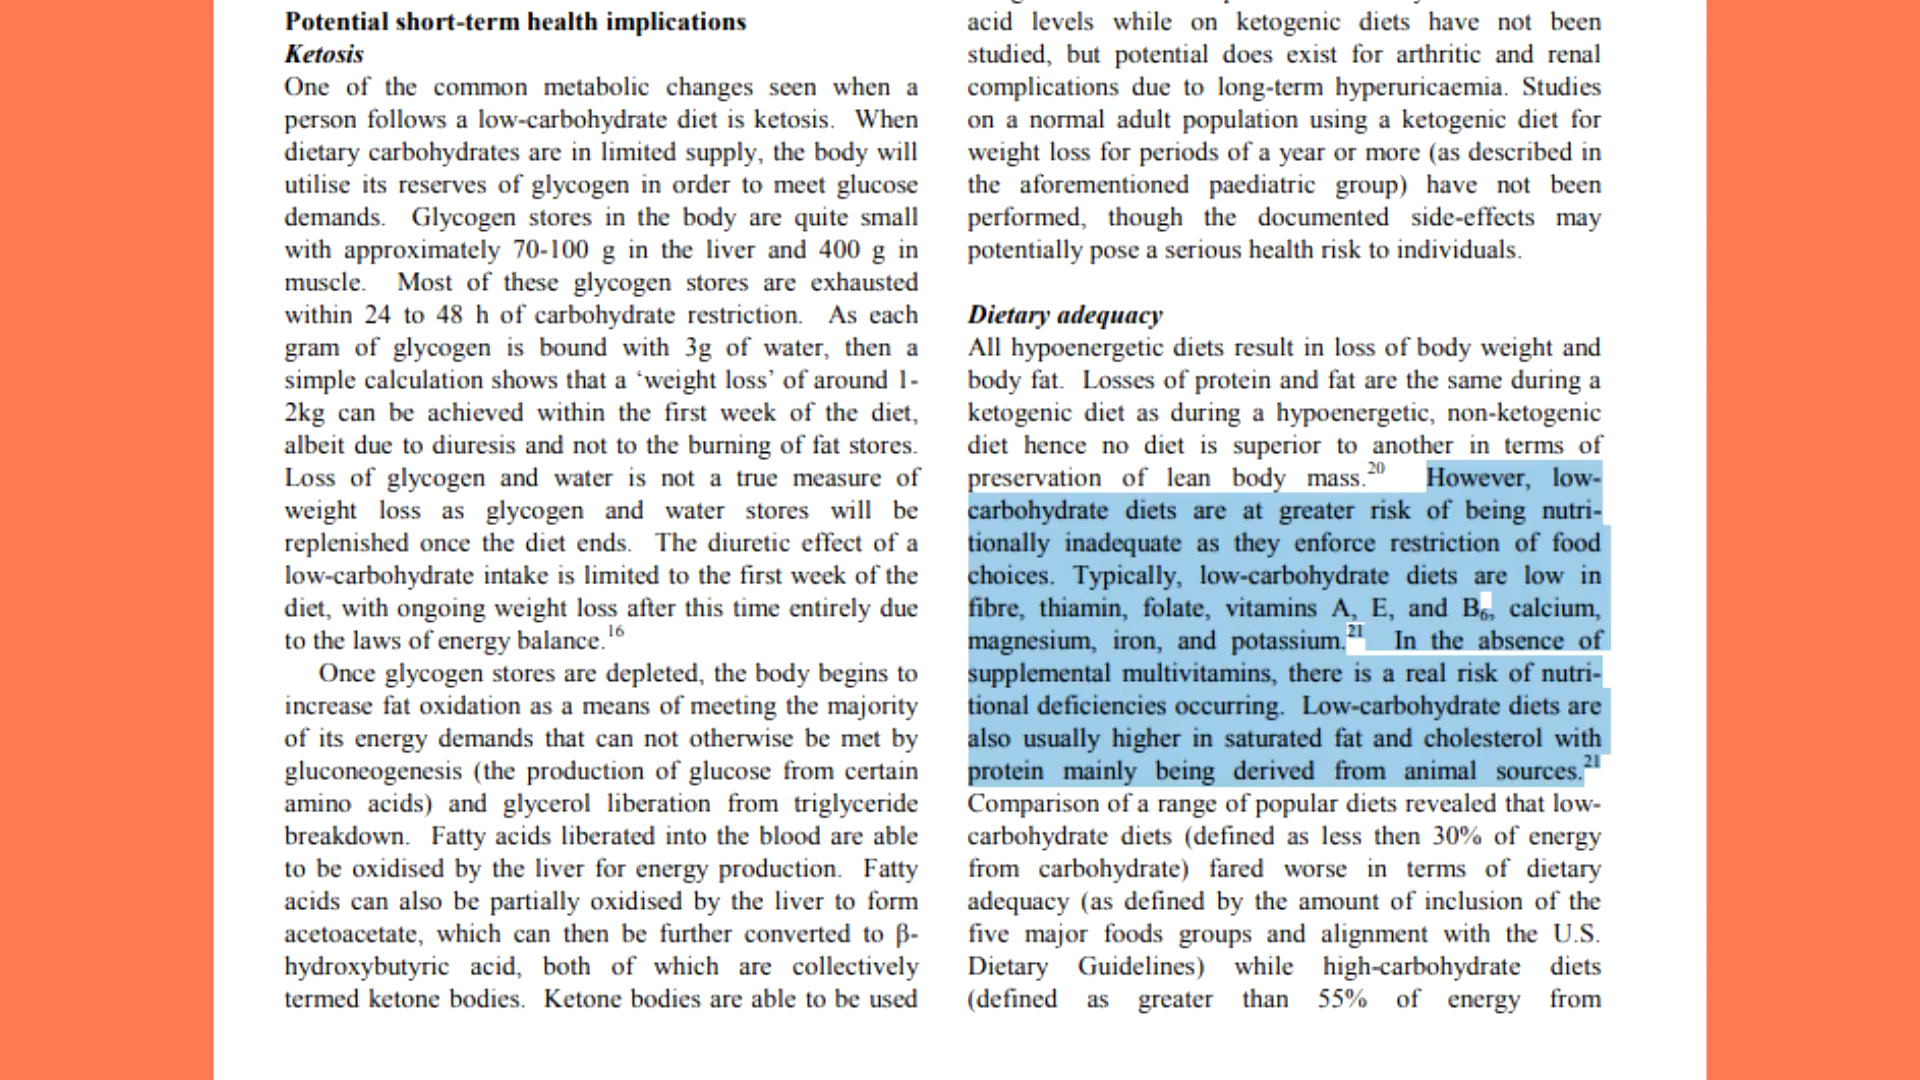 Potential short-term health implications
Ketosis
One of the common metabolic changes seen when a
person follows a low-carbohydrate diet is ketosis. When
dietary carbohydrates are in limited supply, the body will
utilise its reserves of glycogen in order to meet glucose
demands. Glycogen stores in the body are quite small
with approximately 70-100 g in the liver and 400 g in
muscle. Most of these glycogen stores are exhausted
within 24 to 48 h of carbohydrate restriction. As each
gram of glycogen is bound with 3g of water, then a
simple calculation shows that a ‘weight loss’ of around 1-
2kg can be achieved within the first week of the diet,
albeit due to diuresis and not to the burning of fat stores.
Loss of glycogen and water is not a true measure of
weight loss as glycogen and water stores will be
replenished once the diet ends. The diuretic effect of a
low-carbohydrate intake is limited to the first week of the
diet, with ongoing weight loss after this time entirely due
to the laws of energy balance.16
Once glycogen stores are depleted, the body begins to
increase fat oxidation as a means of meeting the majority
of its energy demands that can not otherwise be met by
gluconeogenesis (the production of glucose from certain
amino acids) and glycerol liberation from triglyceride
breakdown. Fatty acids liberated into the blood are able
to be oxidised by the liver for energy production. Fatty
acids can also be partially oxidised by the liver to form
acetoacetate, which can then be further converted to β-
hydroxybutyric acid, both of which are collectively
termed ketone bodies. Ketone bodies are able to be used
acid levels while on ketogenic diets have not been
studied, but potential does exist for arthritic and renal
complications due to long-term hyperuricaemia. Studies
on a normal adult population using a ketogenic diet for
weight loss for periods of a year or more (as described in
the aforementioned paediatric group) have not been
performed, though the documented side-effects may
potentially pose a serious health risk to individuals.
Dietary adequacy
All hypoenergetic diets result in loss of body weight and
body fat. Losses of protein and fat are the same during a
ketogenic diet as during a hypoenergetic, non-ketogenic
diet hence no diet is superior to another in terms of
preservation of lean body mass.20 However, low-
carbohydrate diets are at greater risk of being nutri-
tionally inadequate as they enforce restriction of food
choices. Typically, low-carbohydrate diets are low in
fibre, thiamin, folate, vitamins A, E, and B6, calcium,
magnesium, iron, and potassium.21 In the absence of
supplemental multivitamins, there is a real risk of nutri-
tional deficiencies occurring. Low-carbohydrate diets are
also usually higher in saturated fat and cholesterol with
protein mainly being derived from animal sources.21
Comparison of a range of popular diets revealed that low-
carbohydrate diets (defined as less then 30% of energy
from carbohydrate) fared worse in terms of dietary
adequacy (as defined by the amount of inclusion of the
five major foods groups and alignment with the U.S.
Dietary Guidelines) while high-carbohydrate diets
(defined as greater than 55% of energy from